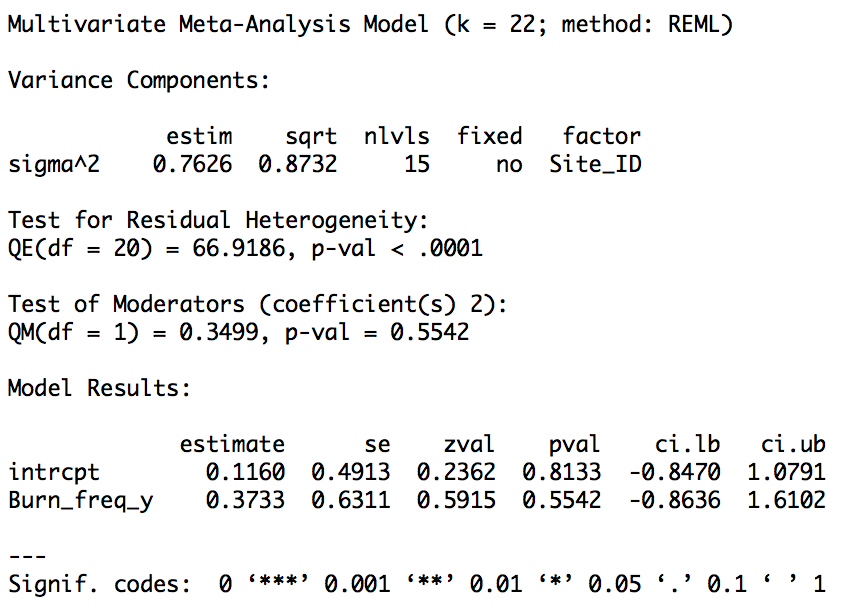 Multivariate Meta-Analysis Model (k = 22; method: REML)
Variance Components:
estim sqrt nlvls fixed factor
sigma^2 0.7626 0.8732 15 no Site_ID
Test for Residual Heterogeneity:
QE(df = 20) = 66.9186, p-val < .0001
Test of Moderators (coefficient(s) 2):
QM(df = 1) = 0.3499, p-val = 0.5542
Model Results:
estimate se zval pval ci.lb ci.ub
intrcpt 0.1160 0.4913 0.2362 0.8133 -0.8470 1.0791
Burn_freq_y 0.3733 0.6311 0.5915 0.5542 -0.8636 1.6102
---
Signif. codes: 0 ‘***’ 0.001 ‘**’ 0.01 ‘*’ 0.05 ‘.’ 0.1 ‘ ’ 1